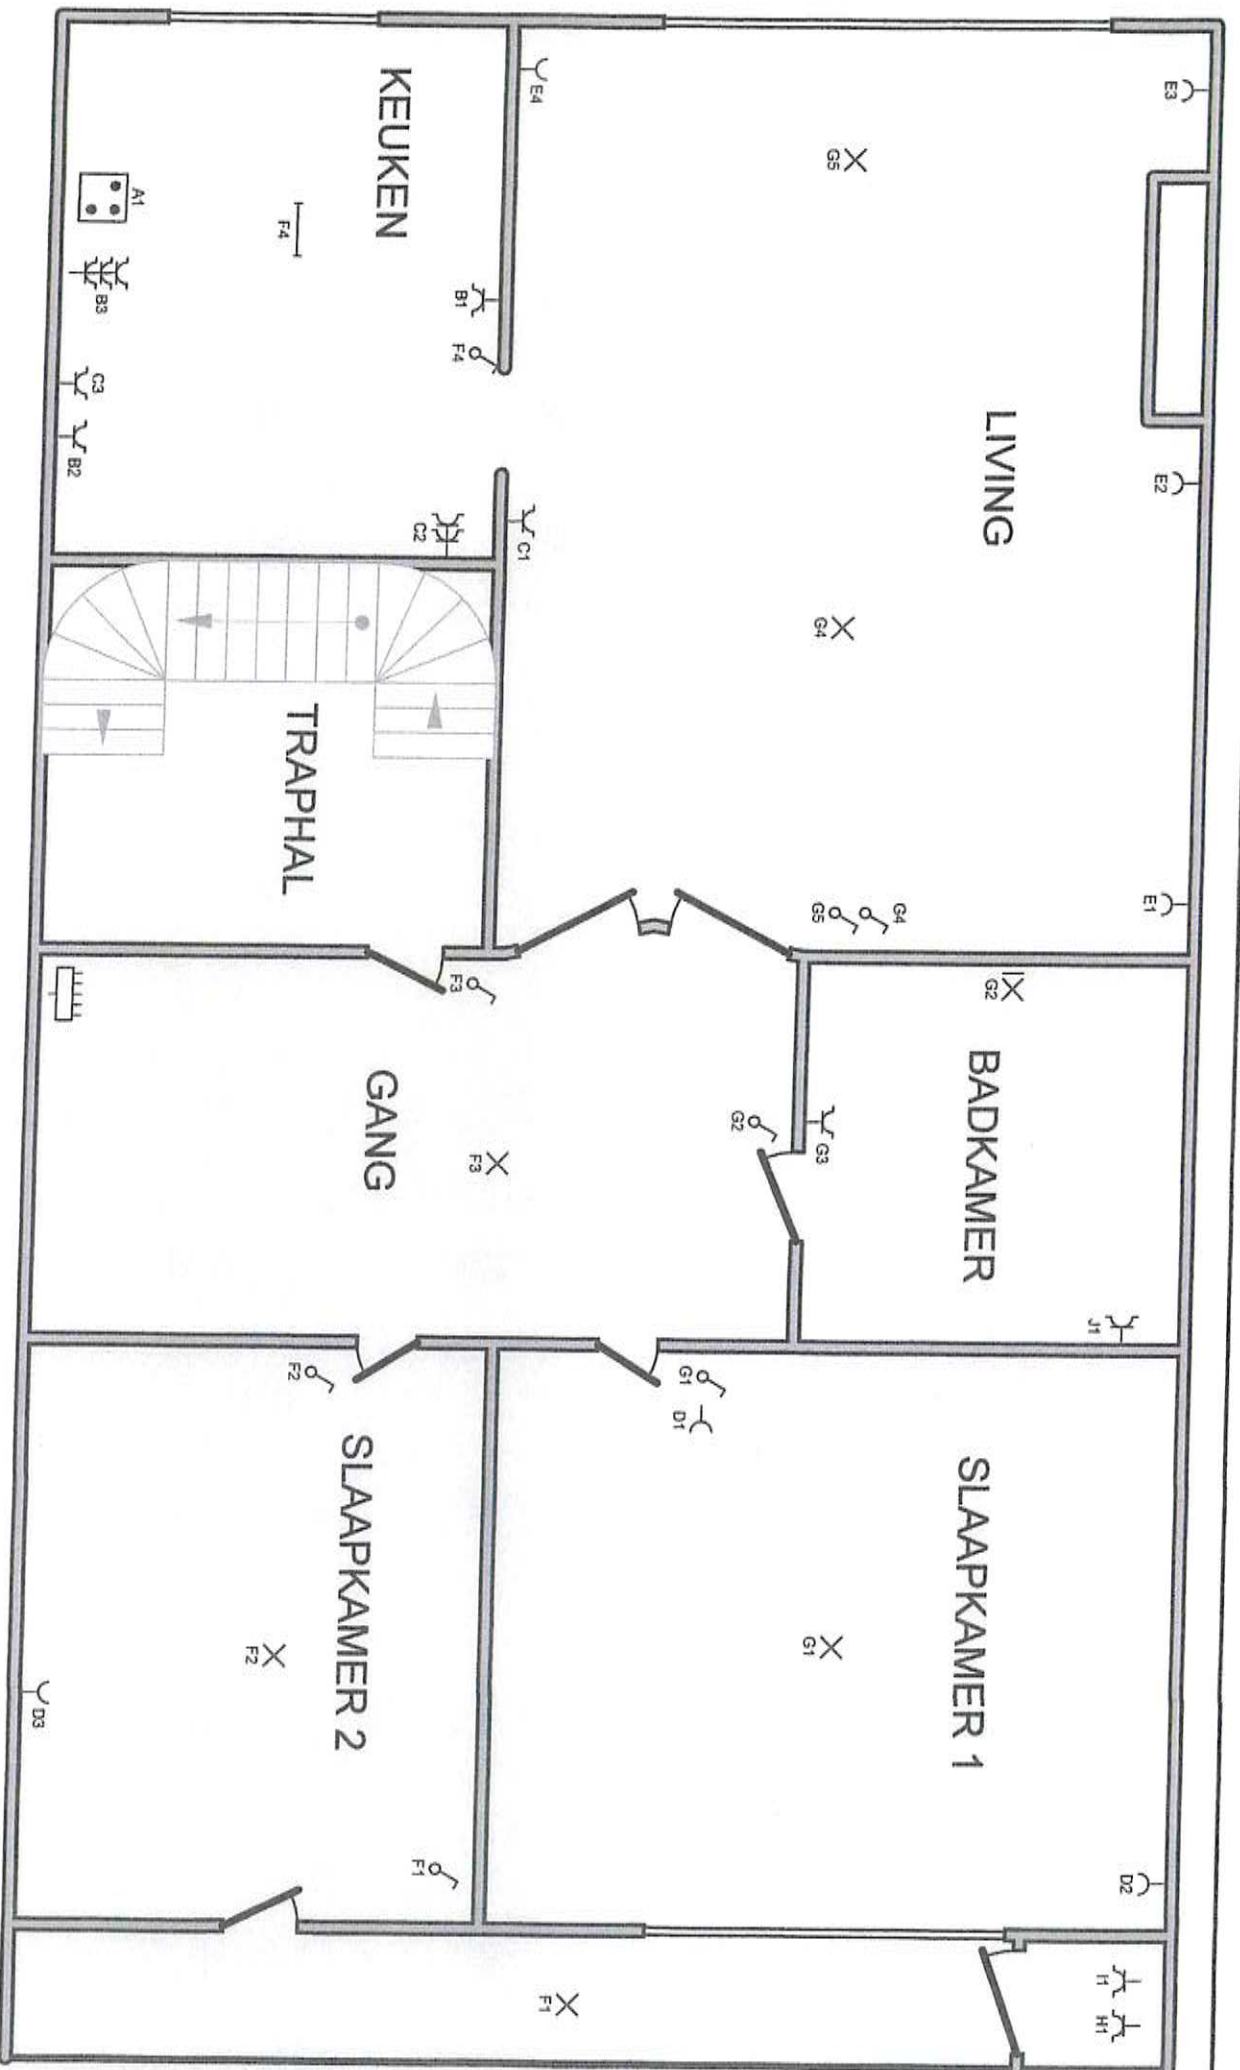 E3
E2
E1
J1
D2
I1
H1
LIVING
BADKAMER
SLAAPKAMER 1
G5
G4
G5
G4
G2
G2
G3
G1
D1
G1
F1
E4
B1
F4
C1
C2
F3
F3
KEUKEN
F4
TRAPHAL
GANG
F2
SLAAPKAMER 2
F2
F1
A1
B3
C3
B2
D3